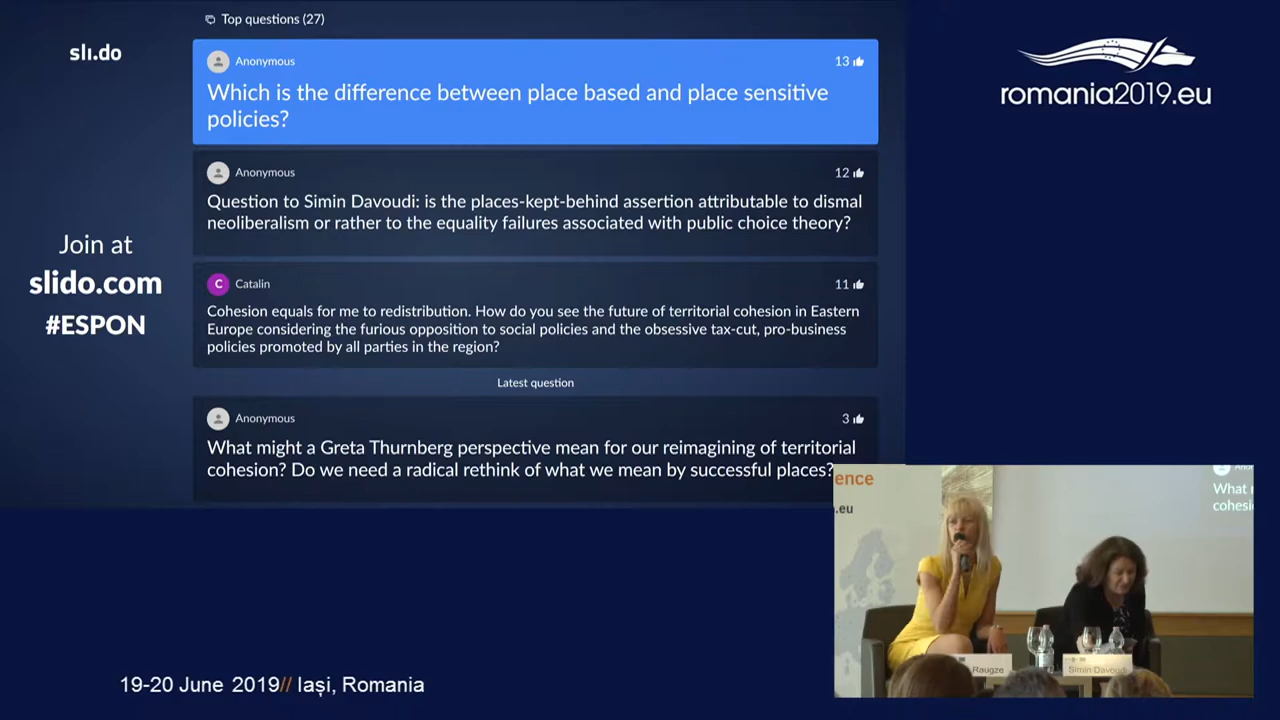 Top questions (27)
sli.do
Anonymous
13
Which is the difference between place based and place sensitive
policies?
Anonymous
12
Question to Simin Davoudi: is the places-kept-behind assertion attributable to dismal
neoliberalism or rather to the equality failures associated with public choice theory?
C
Catalin
11
Cohesion equals for me to redistribution. How do you see the future of territorial cohesion in Eastern
Europe considering the furious opposition to social policies and the obsessive tax-cut, pro-business
policies promoted by all parties in the region?
Latest question
Anonymous
3
What might a Greta Thurnberg perspective mean for our reimagining of territorial
cohesion? Do we need a radical rethink of what we mean by successful places?
Join at
slido.com
#ESPON
romania2019.eu
ence
.eu
What
cohesi
Raugze
Simin Davoudi
19-20 June 2019// Iași, Romania